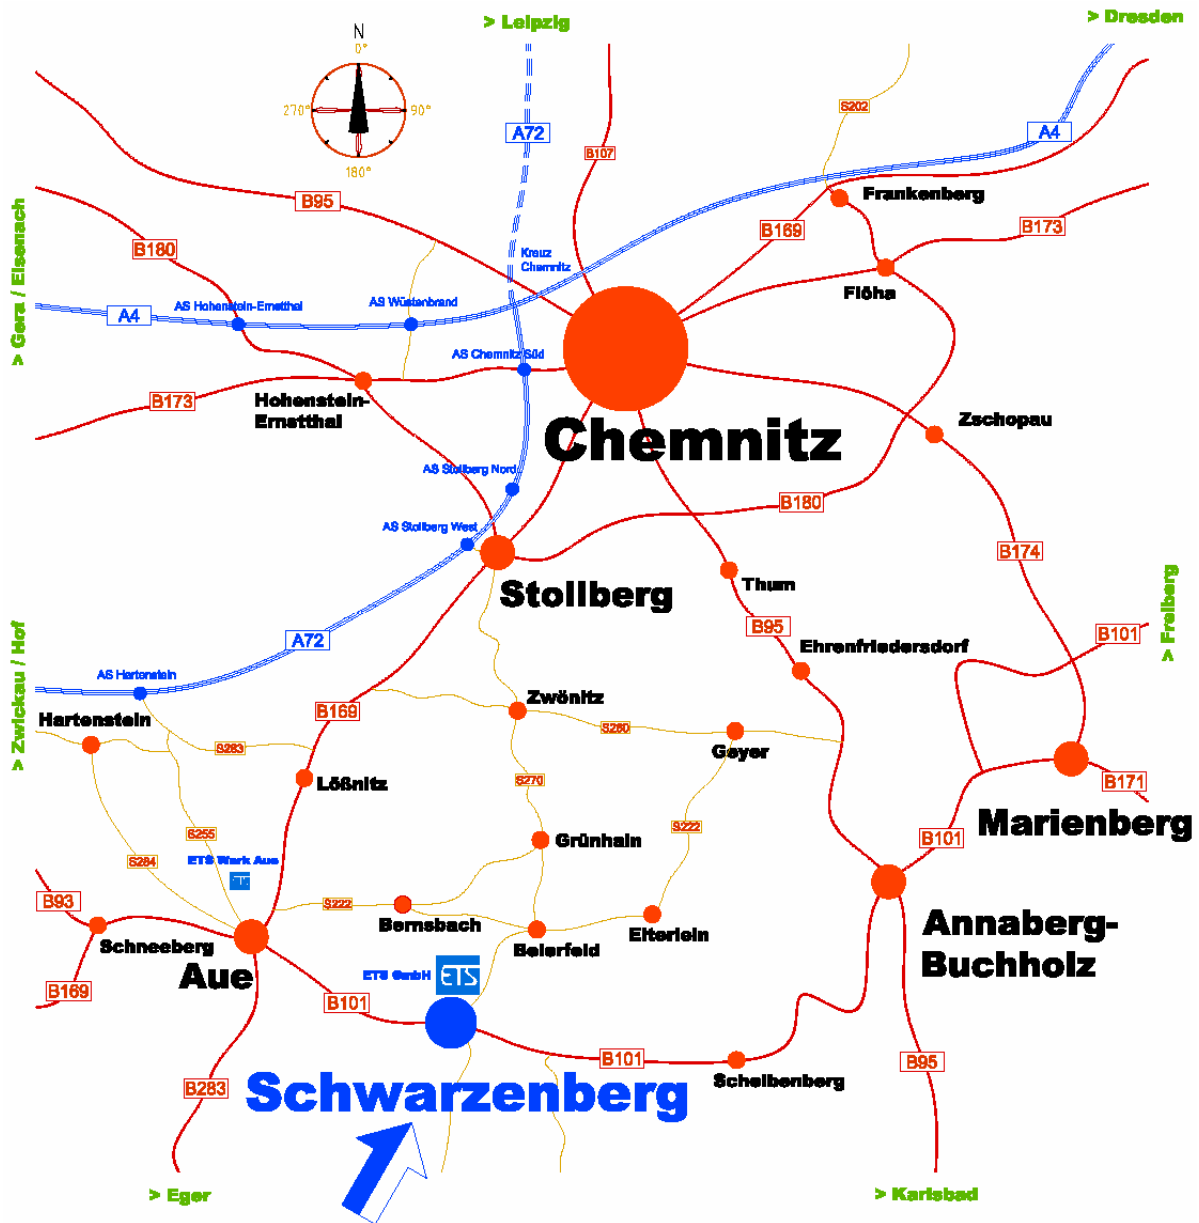 > Leipzig
> Dresden
N
0°
270°
90°
180°
A72
A4
S202
B107
B95
Frankenberg
B169
B173
B180
Kreuz
Chemnitz
Flöha
> Gera / Eisenach
AS Hohenstein-Ernstthal
AS Wüstenbrand
A4
AS Chemnitz Süd
B173
Hohenstein-
Ernstthal
Chemnitz
Zschopau
AS Stollberg Nord
B180
AS Stollberg West
B174
Stollberg
Thum
B95
B101
> Freiberg
A72
Ehrenfriedersdorf
> Zwickau / Hof
AS Hartenstein
Hartenstein
B169
Zwönitz
S283
S260
Geyer
Lößnitz
S270
B171
Marienberg
S255
S222
B101
Grünhain
S284
ETS Werk Aue
ETS
B93
S222
Bernsbach
Schneeberg
Beierfeld
Elterlein
Annaberg-
Buchholz
Aue
ETS GmbH
ETS
B169
B101
B101
B95
Scheibenberg
B283
Schwarzenberg
> Eger
> Karlsbad